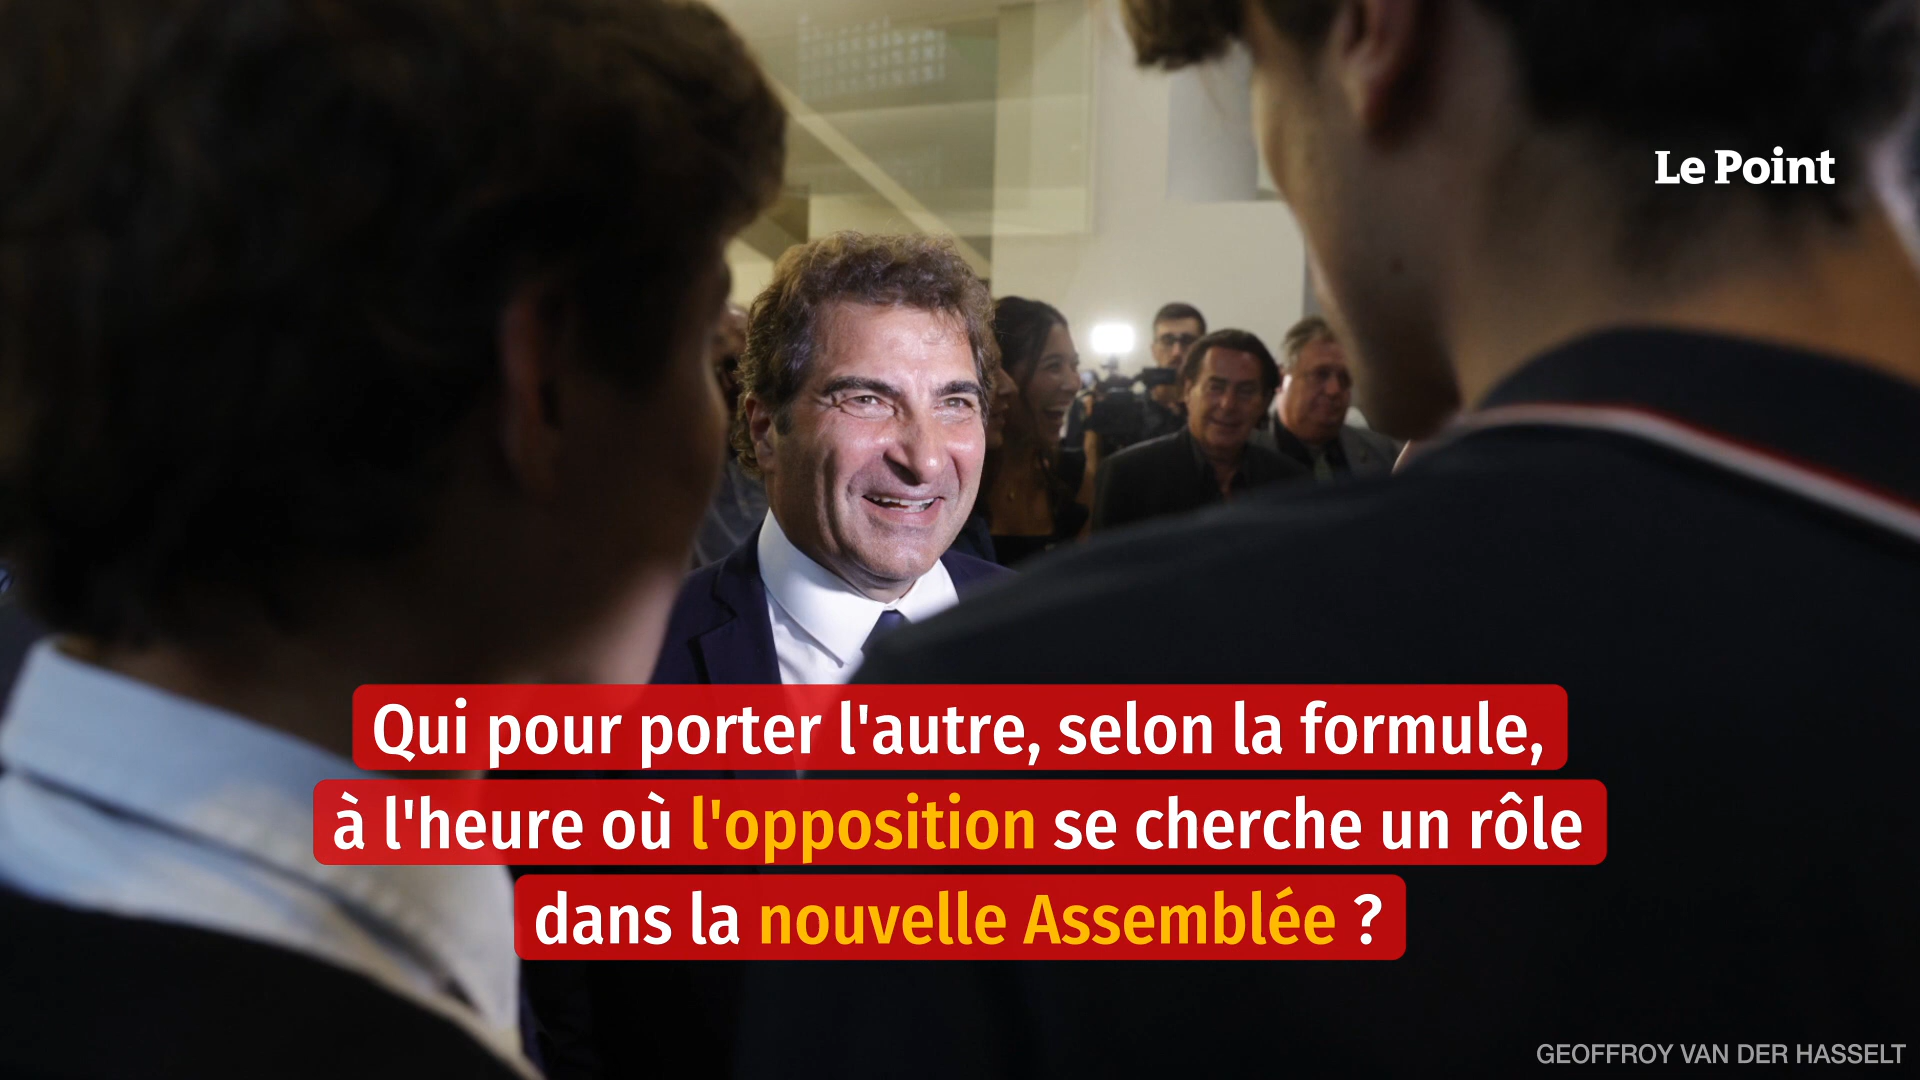 Le Point
Qui pour porter l'autre, selon la formule,
à l'heure où l'opposition se cherche un rôle
dans la nouvelle Assemblée ?
GEOFFROY VAN DER HASSELT